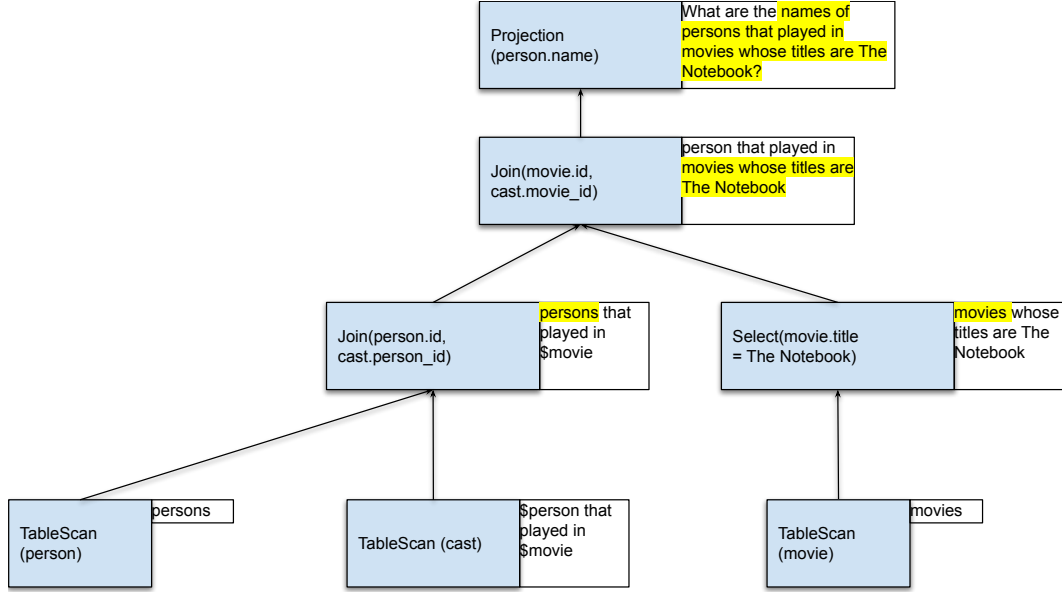 Projection
(person.name)
What are the names of
persons that played in
movies whose titles are The
Notebook?
Join(movie.id,
cast.movie_id)
person that played in
movies whose titles are
The Notebook
Join(person.id,
cast.person_id)
persons that
played in
$movie
Select(movie.title
= The Notebook)
movies whose
titles are The
Notebook
TableScan
(person)
persons
TableScan (cast)
$person that
played in
$movie
TableScan
(movie)
movies